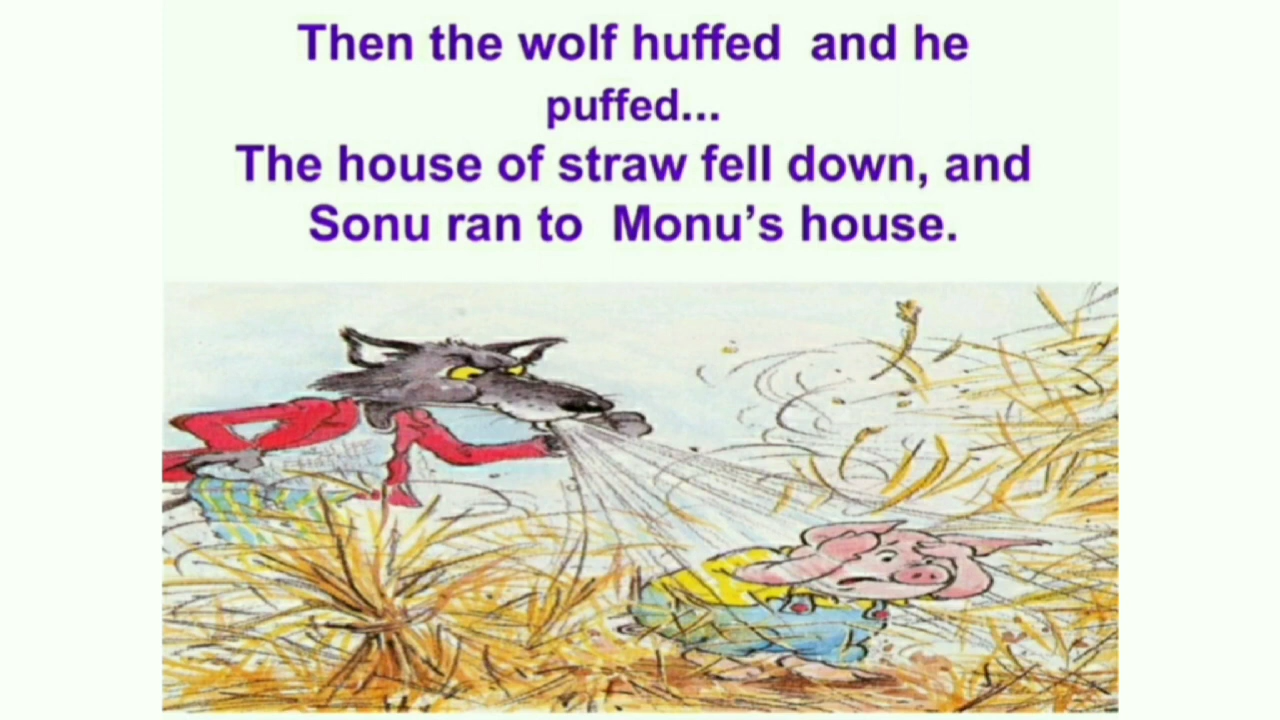 Then the wolf huffed  and he
puffed...
The house of straw fell down, and
Sonu ran to  Monu’s house.